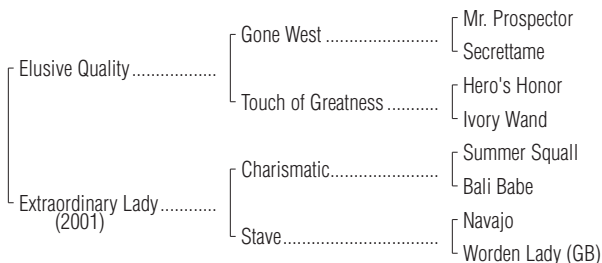 Mr. Prospector
Gone West
Secrettame
Elusive Quality
Hero's Honor
Touch of Greatness
Ivory Wand
Summer Squall
Charismatic
Bali Babe
Extraordinary Lady
(2001)
Navajo
Stave
Worden Lady (GB)